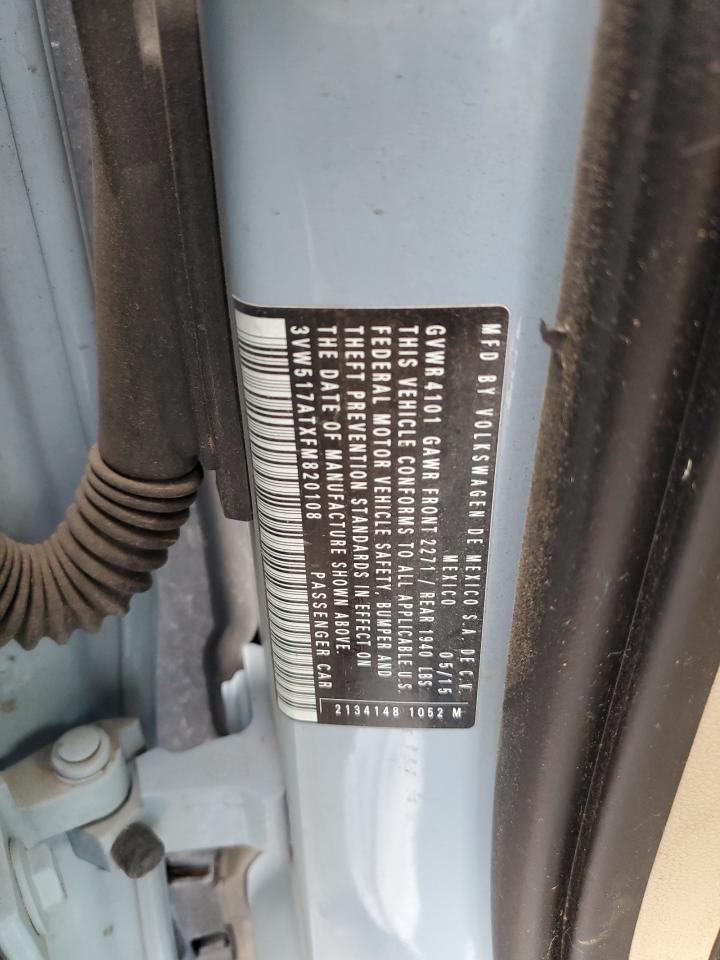 MFD BY VOLKSWAGEN DE MEXICO S.A. DE C.V.
MEXICO 05/15
GVWR 4101 GAWR FRONT 2271/ REAR 1940 LBS
THIS VEHICLE CONFORMS TO ALL APPLICABLE U.S.
FEDERAL MOTOR VEHICLE SAFETY, BUMPER AND
THEFT PREVENTION STANDARDS IN EFFECT ON
THE DATE OF MANUFACTURE SHOWN ABOVE.
3VW517ATXFM820108 PASSENGER CAR
2134148 1052 M